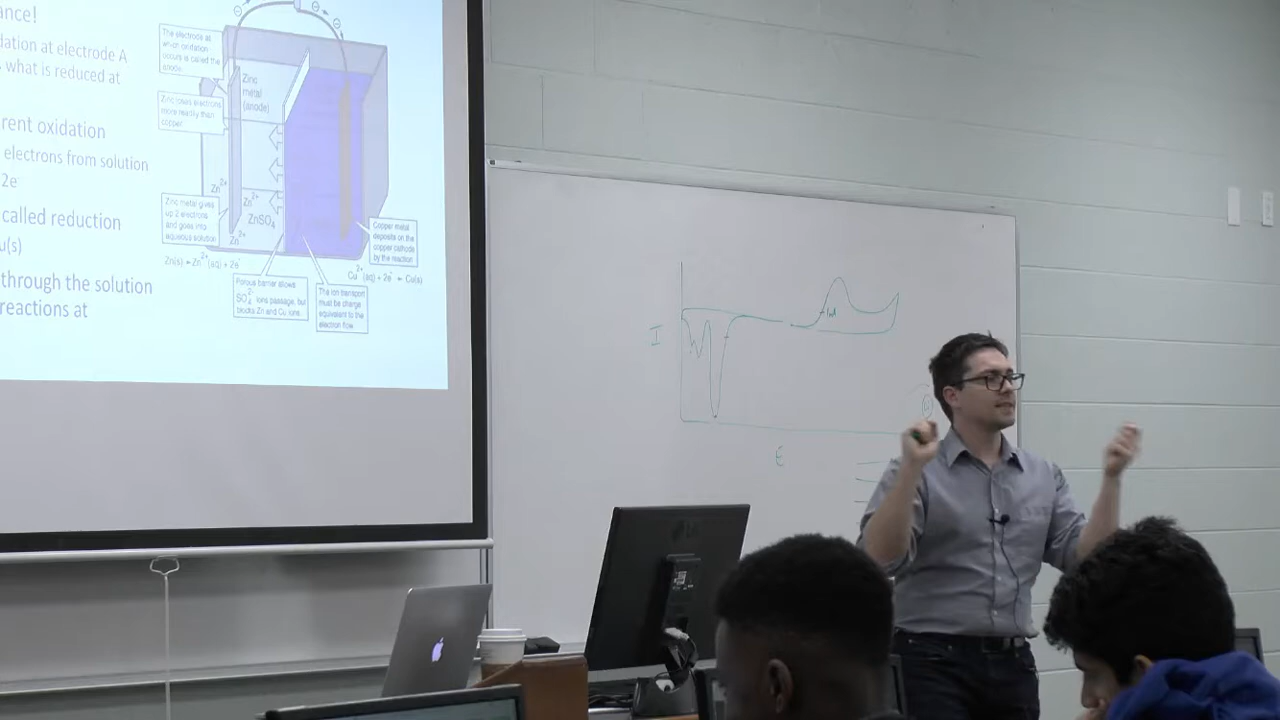 ance!
dation at electrode A
what is reduced at
rent oxidation
electrons from solution
2e⁻
called reduction
u(s)
through the solution
reactions at
The electrode at
which oxidation
occurs is called the
anode.
Zinc loses electrons
more readily than
copper.
Zinc
metal
(anode)
Zn²⁺
Zn²⁺
ZnSO₄
Zn²⁺
Zinc metal gives
up 2 electrons
and goes into
aqueous solution
Zn(s) → Zn²⁺(aq) + 2e⁻
Porous barrier allows
SO₄²⁻ ions passage, but
blocks Zn and Cu ions.
The ion transport
must be charge
equivalent to the
electron flow.
Copper metal
deposits on the
copper cathode
by the reaction
Cu²⁺(aq) + 2e⁻ → Cu(s)
I
E
LG